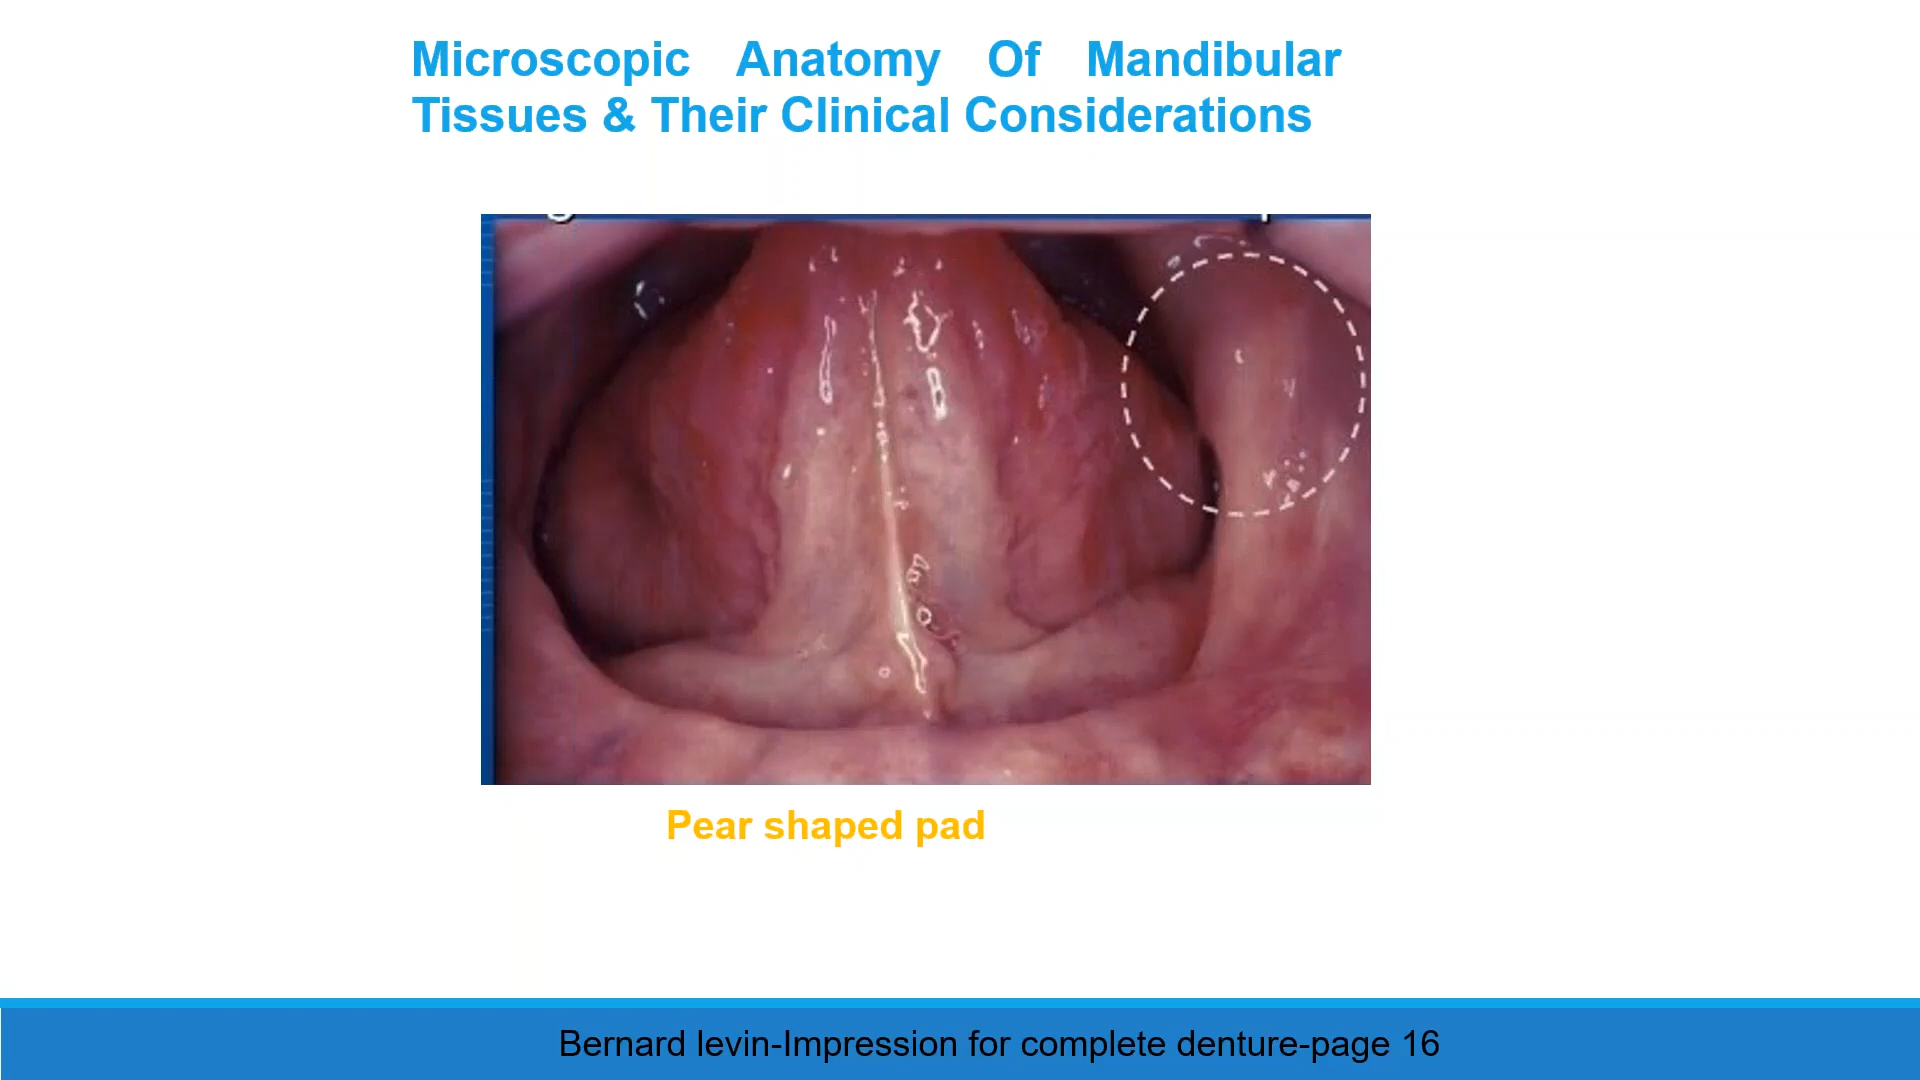 Microscopic Anatomy Of Mandibular
Tissues & Their Clinical Considerations
Pear shaped pad
Bernard levin-Impression for complete denture-page 16